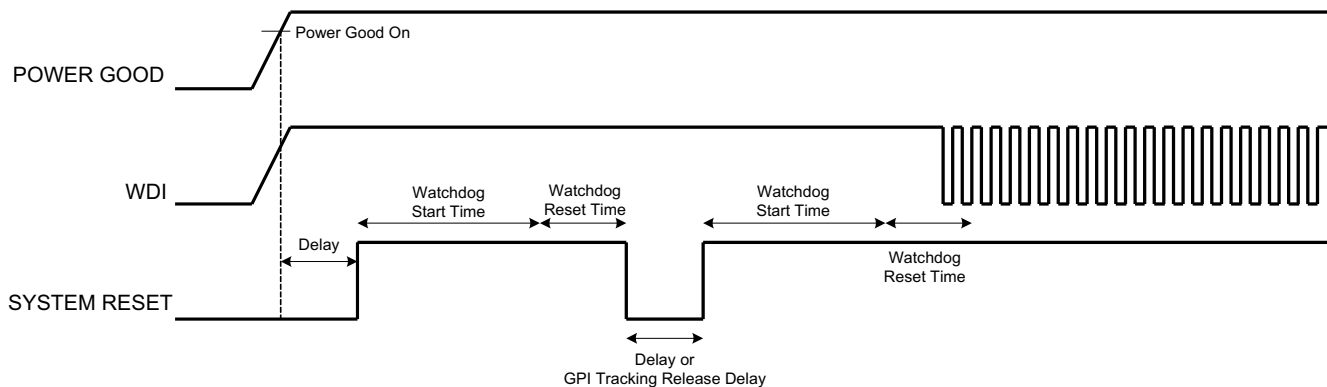 Power Good On
POWER GOOD
WDI
Watchdog
Start Time
Watchdog
Reset Time
Watchdog
Start Time
Delay
Watchdog
Reset Time
SYSTEM RESET
Delay or
GPI Tracking Release Delay